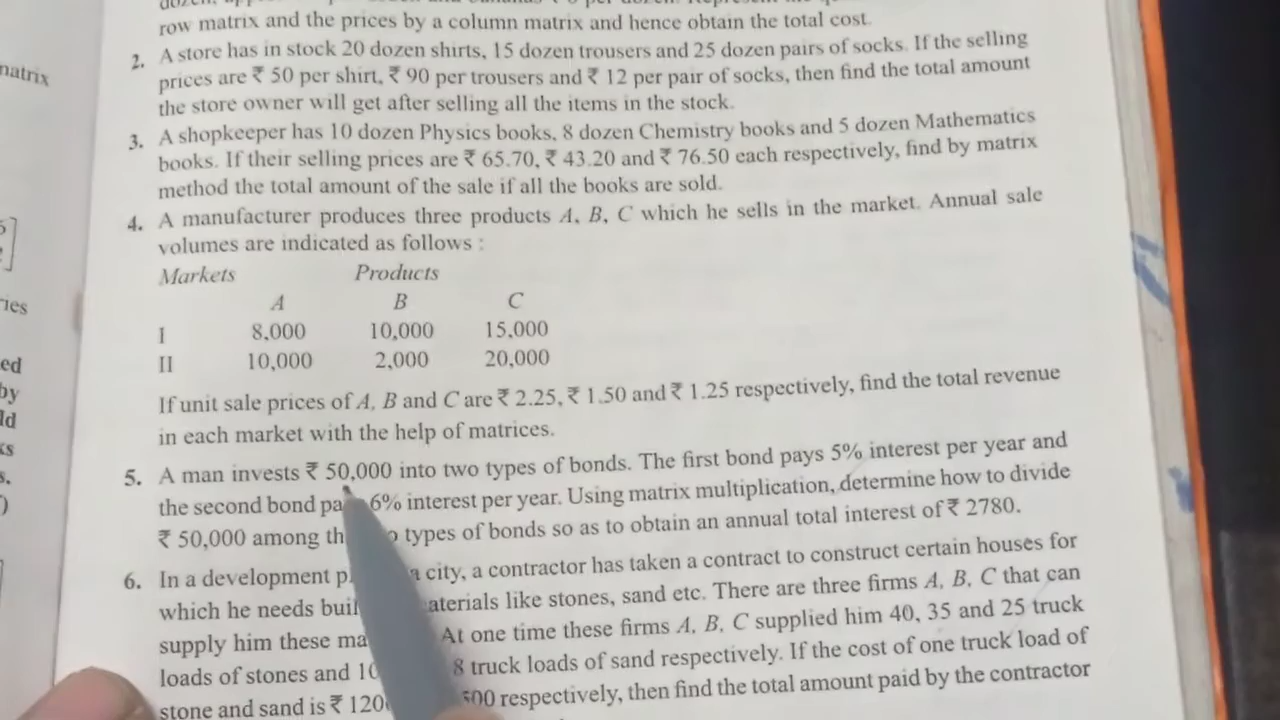 row matrix and the prices by a column matrix and hence obtain the total cost.
2. A store has in stock 20 dozen shirts, 15 dozen trousers and 25 dozen pairs of socks. If the selling
prices are ₹ 50 per shirt, ₹ 90 per trousers and ₹ 12 per pair of socks, then find the total amount
the store owner will get after selling all the items in the stock.
3. A shopkeeper has 10 dozen Physics books, 8 dozen Chemistry books and 5 dozen Mathematics
books. If their selling prices are ₹ 65.70, ₹ 43.20 and ₹ 76.50 each respectively, find by matrix
method the total amount of the sale if all the books are sold.
4. A manufacturer produces three products A, B, C which he sells in the market. Annual sale
volumes are indicated as follows :
Markets Products
A B C
I 8,000 10,000 15,000
II 10,000 2,000 20,000
If unit sale prices of A, B and C are ₹ 2.25, ₹ 1.50 and ₹ 1.25 respectively, find the total revenue
in each market with the help of matrices.
5. A man invests ₹ 50,000 into two types of bonds. The first bond pays 5% interest per year and
the second bond 6% interest per year. Using matrix multiplication, determine how to divide
₹ 50,000 among types of bonds so as to obtain an annual total interest of ₹ 2780.
6. In a development city, a contractor has taken a contract to construct certain houses for
which he needs like stones, sand etc. There are three firms A, B, C that can
supply him these At one time these firms A, B, C supplied him 40, 35 and 25 truck
loads of stones and 8 truck loads of sand respectively. If the cost of one truck load of
stone and sand is ₹ respectively, then find the total amount paid by the contractor